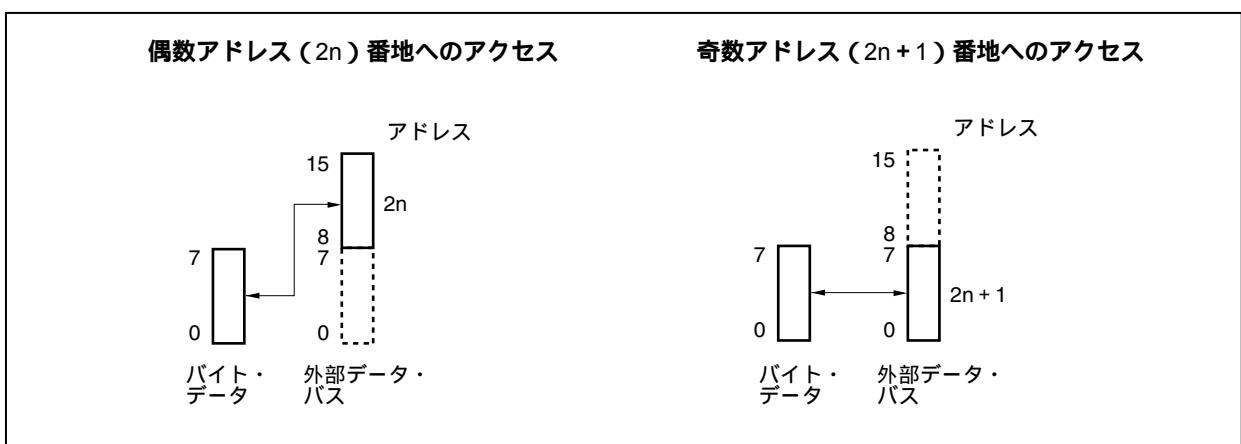 偶数アドレス（2n）番地へのアクセス
アドレス
15
2n
8
7
7
0
0
バイト・
データ
外部データ・
バス
奇数アドレス（2n＋1）番地へのアクセス
アドレス
15
8
7
7
2n＋1
0
0
バイト・
データ
外部データ・
バス